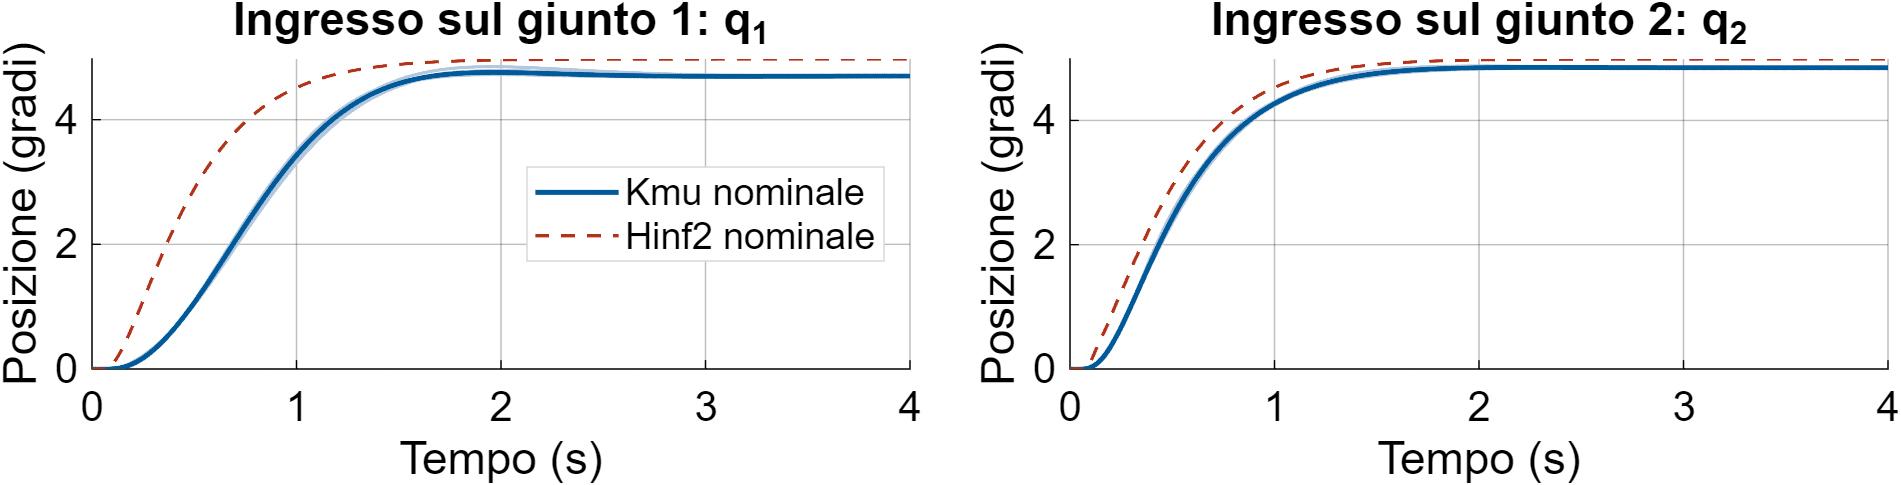 Ingresso sul giunto 1: q1
Posizione (gradi)
4
2
0
0 1 2 3 4
Tempo (s)
Kmu nominale
Hinf2 nominale
Ingresso sul giunto 2: q2
Posizione (gradi)
4
2
0
0 1 2 3 4
Tempo (s)